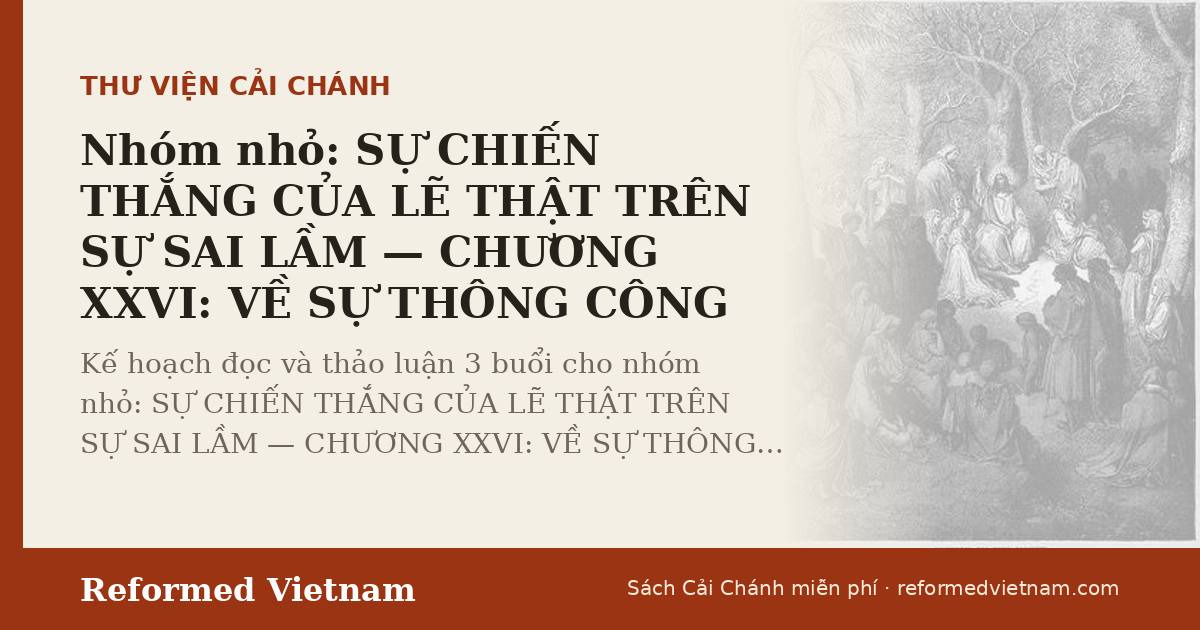 THƯ VIỆN CẢI CHÁNH
Nhóm nhỏ: SỰ CHIẾN
THẮNG CỦA LẼ THẬT TRÊN
SỰ SAI LẦM — CHƯƠNG
XXVI: VỀ SỰ THÔNG CÔNG
Kế hoạch đọc và thảo luận 3 buổi cho nhóm
nhỏ: SỰ CHIẾN THẮNG CỦA LẼ THẬT TRÊN
SỰ SAI LẦM — CHƯƠNG XXVI: VỀ SỰ THÔNG...
Reformed Vietnam
Sách Cải Chánh miễn phí · reformedvietnam.com